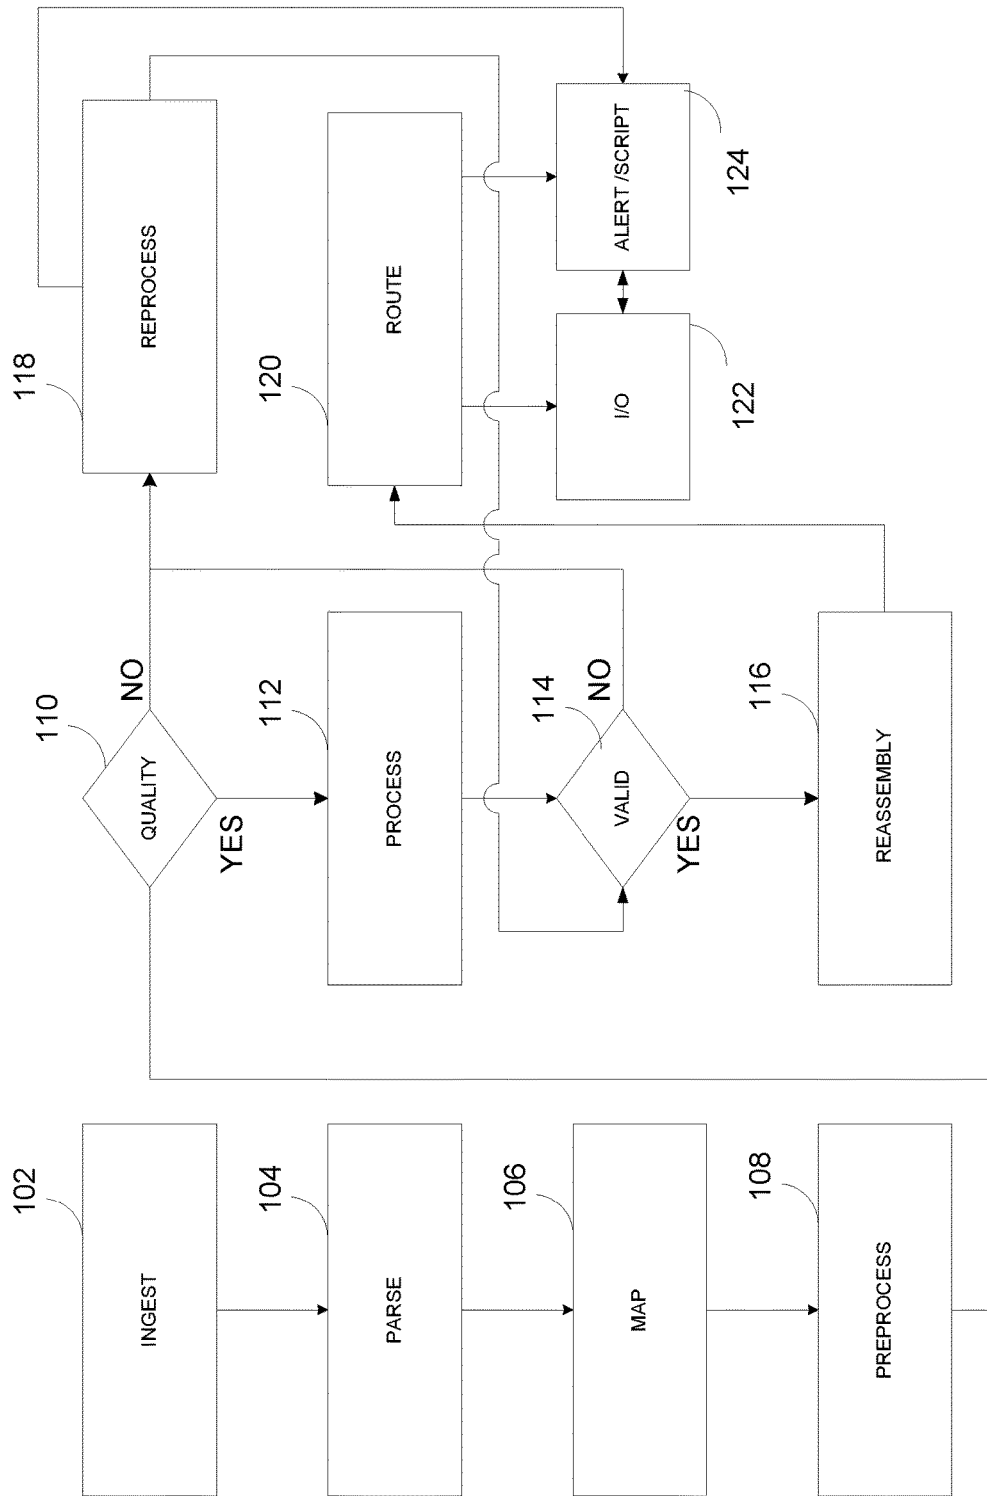 102
INGEST
104
PARSE
106
MAP
108
PREPROCESS
110
QUALITY
NO
YES
112
PROCESS
114
VALID
NO
YES
116
REASSEMBLY
118
REPROCESS
120
ROUTE
I/O
122
ALERT /SCRIPT
124